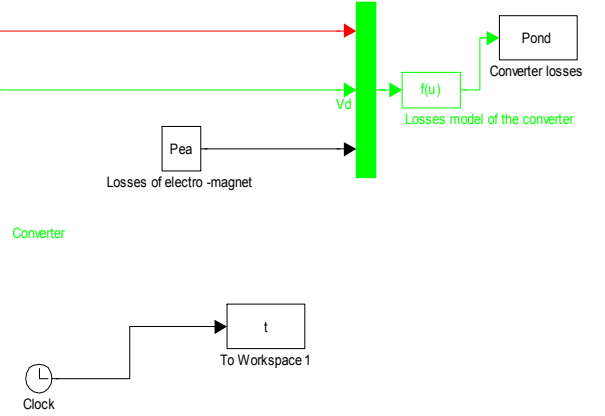 Pond
Converter losses
f(u)
Vd
Losses model of the converter
Pea
Losses of electro -magnet
Converter
t
To Workspace 1
Clock